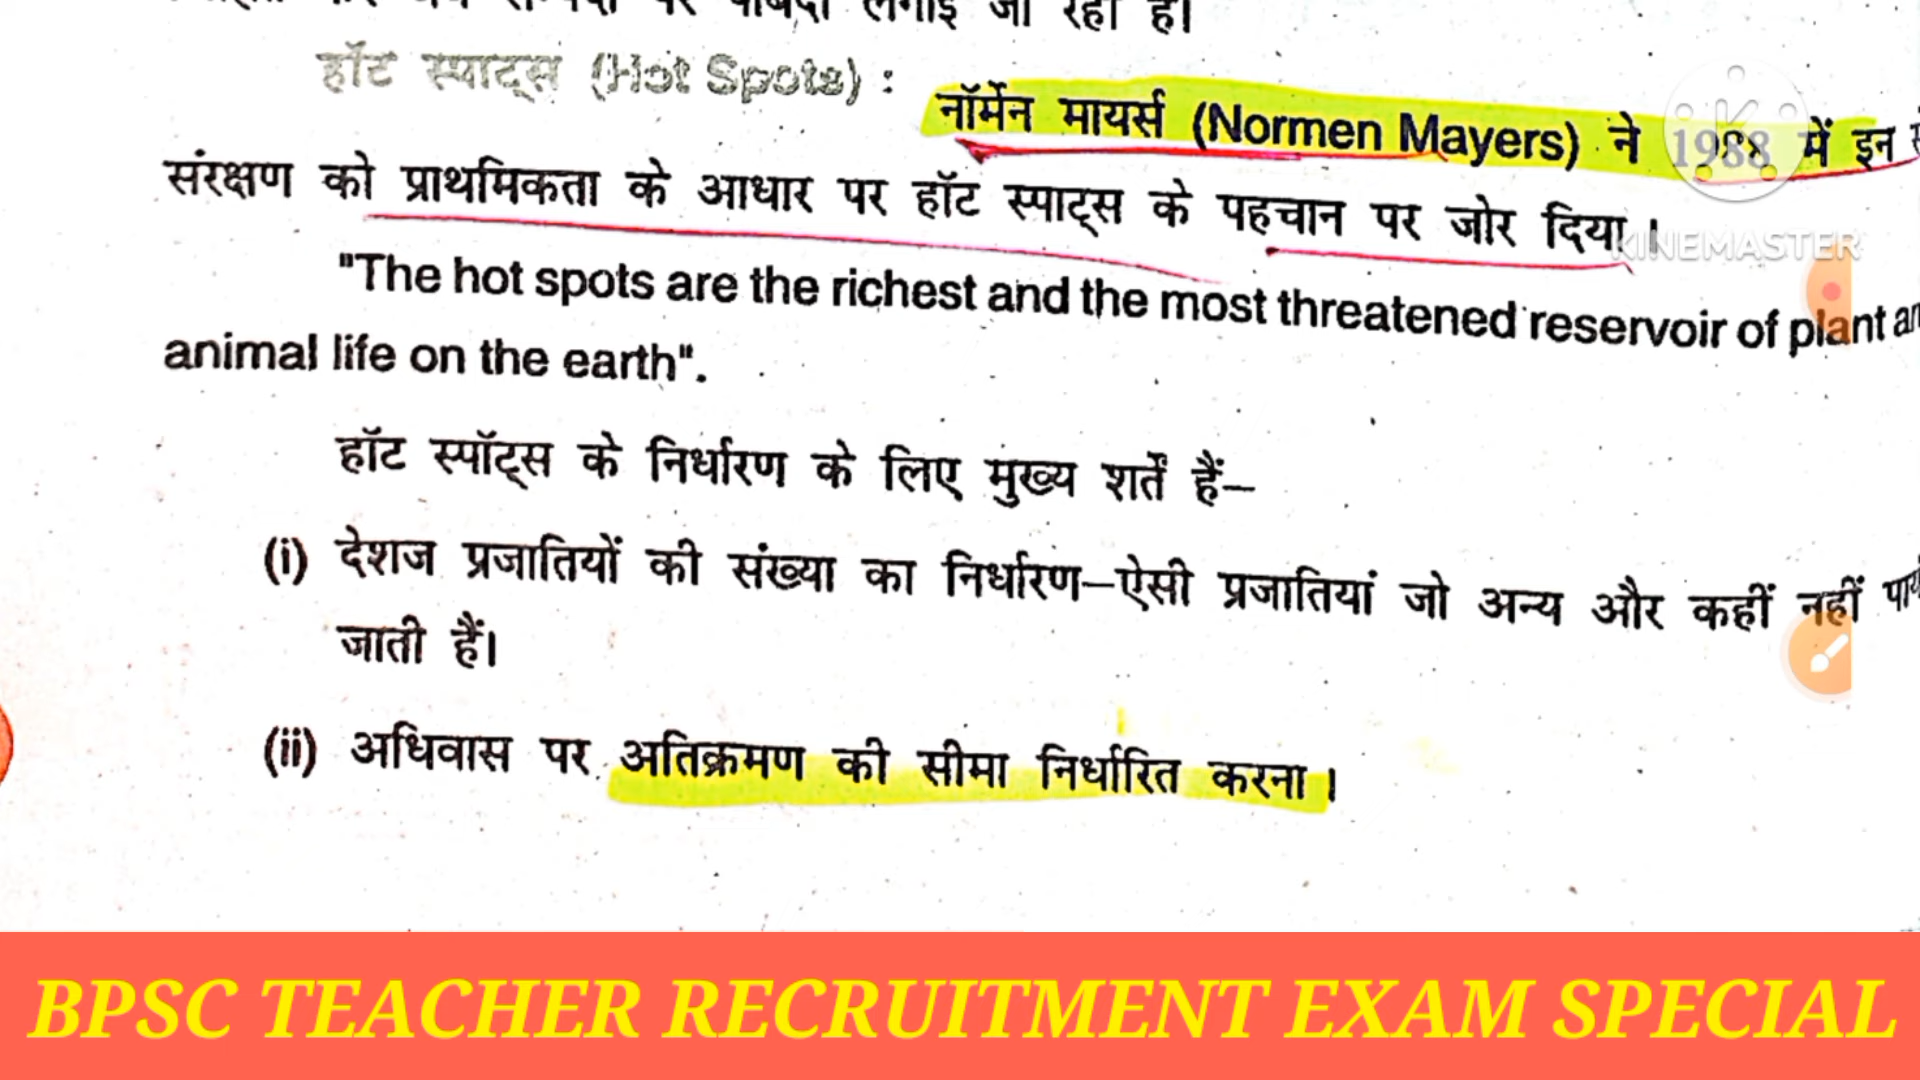 लगाई जा रही है।
हॉट स्पाट्स (Hot Spots) :
नॉर्मेन मायर्स (Normen Mayers) ने 1988 में इन
संरक्षण को प्राथमिकता के आधार पर हॉट स्पाट्स के पहचान पर जोर दिया।
KINEMASTER
"The hot spots are the richest and the most threatened reservoir of plant
animal life on the earth".
हॉट स्पॉट्स के निर्धारण के लिए मुख्य शर्तें हैं–
(i) देशज प्रजातियों की संख्या का निर्धारण–ऐसी प्रजातियां जो अन्य और कहीं नहीं
जाती हैं।
(ii) अधिवास पर अतिक्रमण की सीमा निर्धारित करना।
BPSC TEACHER RECRUITMENT EXAM SPECIAL